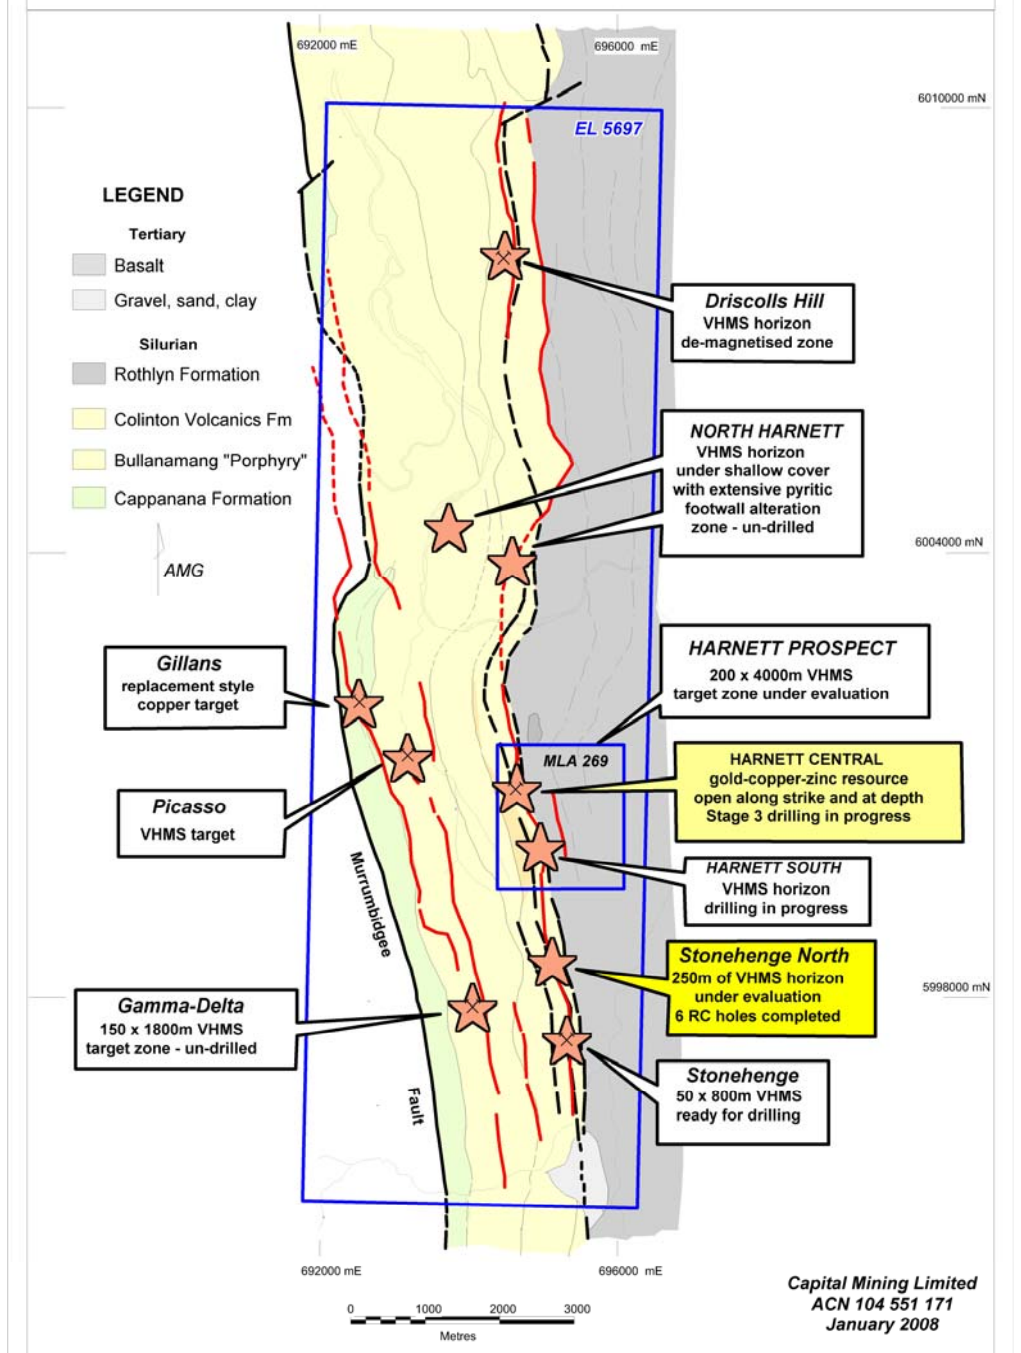 692000 mE
696000 mE
6010000 mN
EL 5697
LEGEND
Tertiary
Basalt
Gravel, sand, clay
Silurian
Rothlyn Formation
Colinton Volcanics Fm
Bullanamang "Porphyry"
Cappanana Formation
AMG
Driscolls Hill
VHMS horizon
de-magnetised zone
NORTH HARNETT
VHMS horizon
under shallow cover
with extensive pyritic
footwall alteration
zone - un-drilled
6004000 mN
Gillans
replacement style
copper target
HARNETT PROSPECT
200 x 4000m VHMS
target zone under evaluation
MLA 269
HARNETT CENTRAL
gold-copper-zinc resource
open along strike and at depth
Stage 3 drilling in progress
Picasso
VHMS target
HARNETT SOUTH
VHMS horizon
drilling in progress
Murrumbidgee
Fault
Stonehenge North
250m of VHMS horizon
under evaluation
6 RC holes completed
5998000 mN
Gamma-Delta
150 x 1800m VHMS
target zone - un-drilled
Stonehenge
50 x 800m VHMS
ready for drilling
692000 mE
696000 mE
0 1000 2000 3000
Metres
Capital Mining Limited
ACN 104 551 171
January 2008